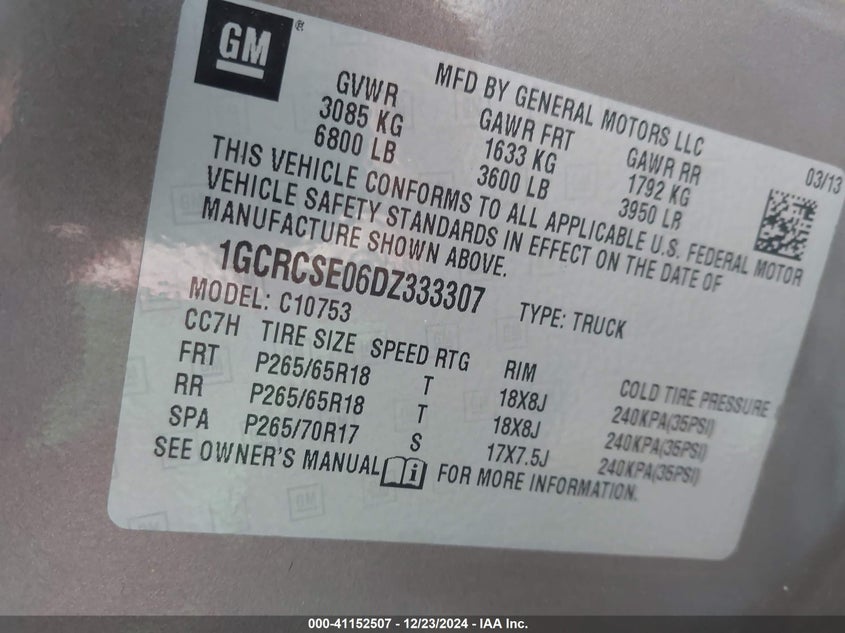 GM
MFD BY GENERAL MOTORS LLC
03/13
GVWR GAWR FRT GAWR RR
3085 KG 1633 KG 1792 KG
6800 LB 3600 LB 3950 LB
THIS VEHICLE CONFORMS TO ALL APPLICABLE U.S. FEDERAL MOTOR
VEHICLE SAFETY STANDARDS IN EFFECT ON THE DATE OF
MANUFACTURE SHOWN ABOVE.
1GCRCSE06DZ333307 TYPE: TRUCK
MODEL: C10753
CC7H TIRE SIZE SPEED RTG RIM COLD TIRE PRESSURE
FRT P265/65R18 T 18X8J 240KPA(35PSI)
RR P265/65R18 T 18X8J 240KPA(35PSI)
SPA P265/70R17 S 17X7.5J 240KPA(35PSI)
SEE OWNER'S MANUAL FOR MORE INFORMATION.
000-41152507 - 12/23/2024 - IAA Inc.